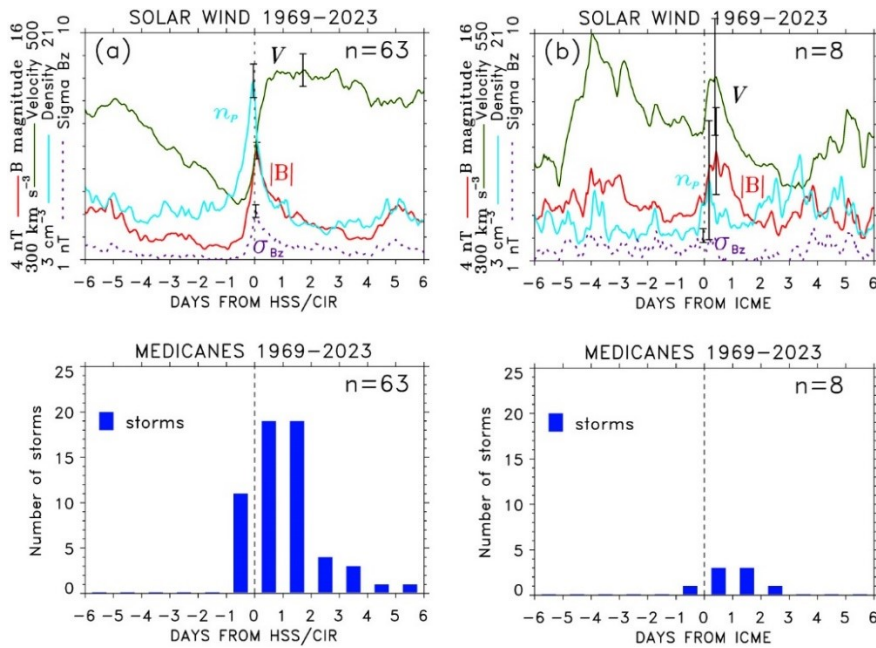 SOLAR WIND 1969–2023
(a)
n=63
V
nₚ
|B|
σBz
16
B magnitude
4 nT
500
Velocity
300 km s⁻³
21
Density
3 cm⁻³
10
Sigma Bz
1 nT
−6 −5 −4 −3 −2 −1 0 1 2 3 4 5 6
DAYS FROM HSS/CIR
SOLAR WIND 1969–2023
(b)
n=8
V
nₚ
|B|
σBz
16
B magnitude
4 nT
550
Velocity
300 km s⁻³
21
Density
3 cm⁻³
10
Sigma Bz
1 nT
−6 −5 −4 −3 −2 −1 0 1 2 3 4 5 6
DAYS FROM ICME
MEDICANES 1969–2023
n=63
storms
Number of storms
25
20
15
10
5
0
−6 −5 −4 −3 −2 −1 0 1 2 3 4 5 6
DAYS FROM HSS/CIR
MEDICANES 1969–2023
n=8
storms
Number of storms
25
20
15
10
5
0
−6 −5 −4 −3 −2 −1 0 1 2 3 4 5 6
DAYS FROM ICME